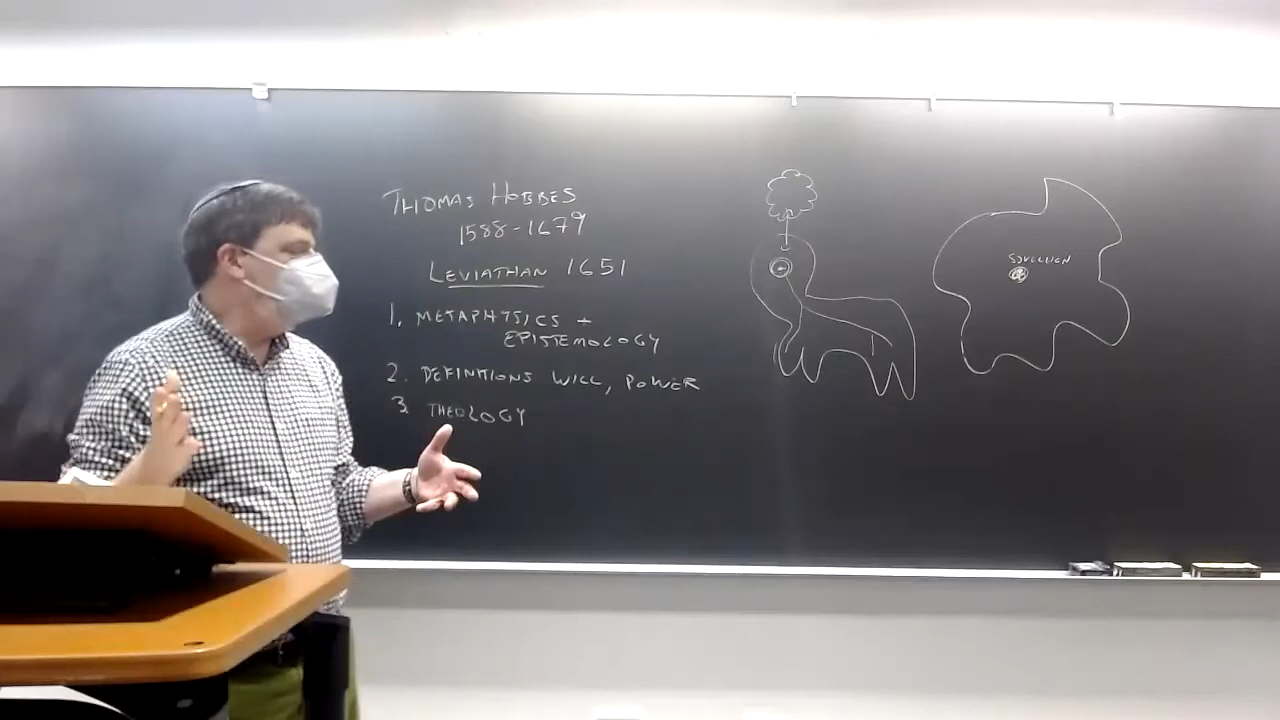 THOMAS HOBBES
1588-1679
LEVIATHAN 1651
1. METAPHYSICS +
EPISTEMOLOGY
2. DEFINITIONS WILL, POWER
3. THEOLOGY
SOVEREIGN